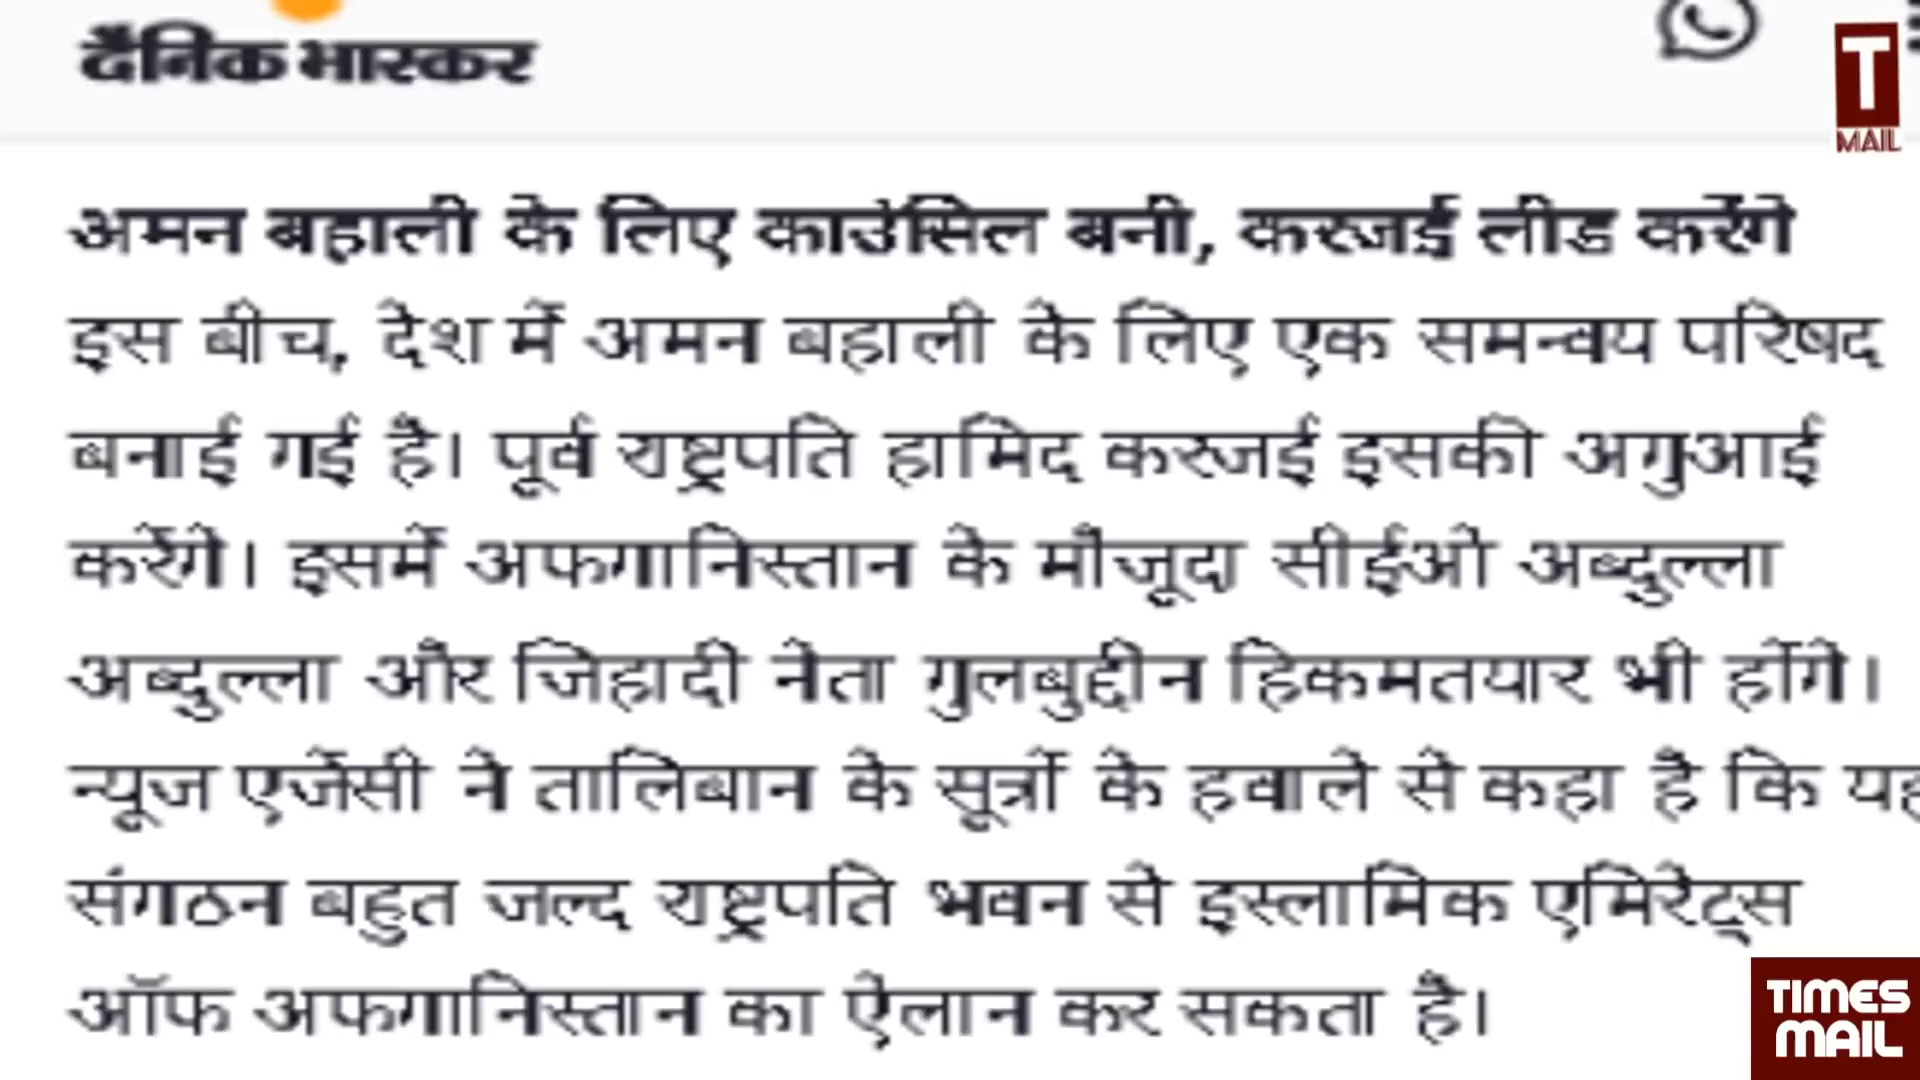 दैनिक भास्कर
T
MAIL
अमन बहाली के लिए काउंसिल बनी, करजई लीड करेंगे
इस बीच, देश में अमन बहाली के लिए एक समन्वय परिषद
बनाई गई है। पूर्व राष्ट्रपति हामिद करजई इसकी अगुआई
करेंगे। इसमें अफगानिस्तान के मौजूदा सीईओ अब्दुल्ला
अब्दुल्ला और जिहादी नेता गुलबुद्दीन हिकमतयार भी होंगे।
न्यूज एजेंसी ने तालिबान के सूत्रों के हवाले से कहा है कि यह
संगठन बहुत जल्द राष्ट्रपति भवन से इस्लामिक एमिरेट्स
ऑफ अफगानिस्तान का ऐलान कर सकता है।
TIMES
MAIL